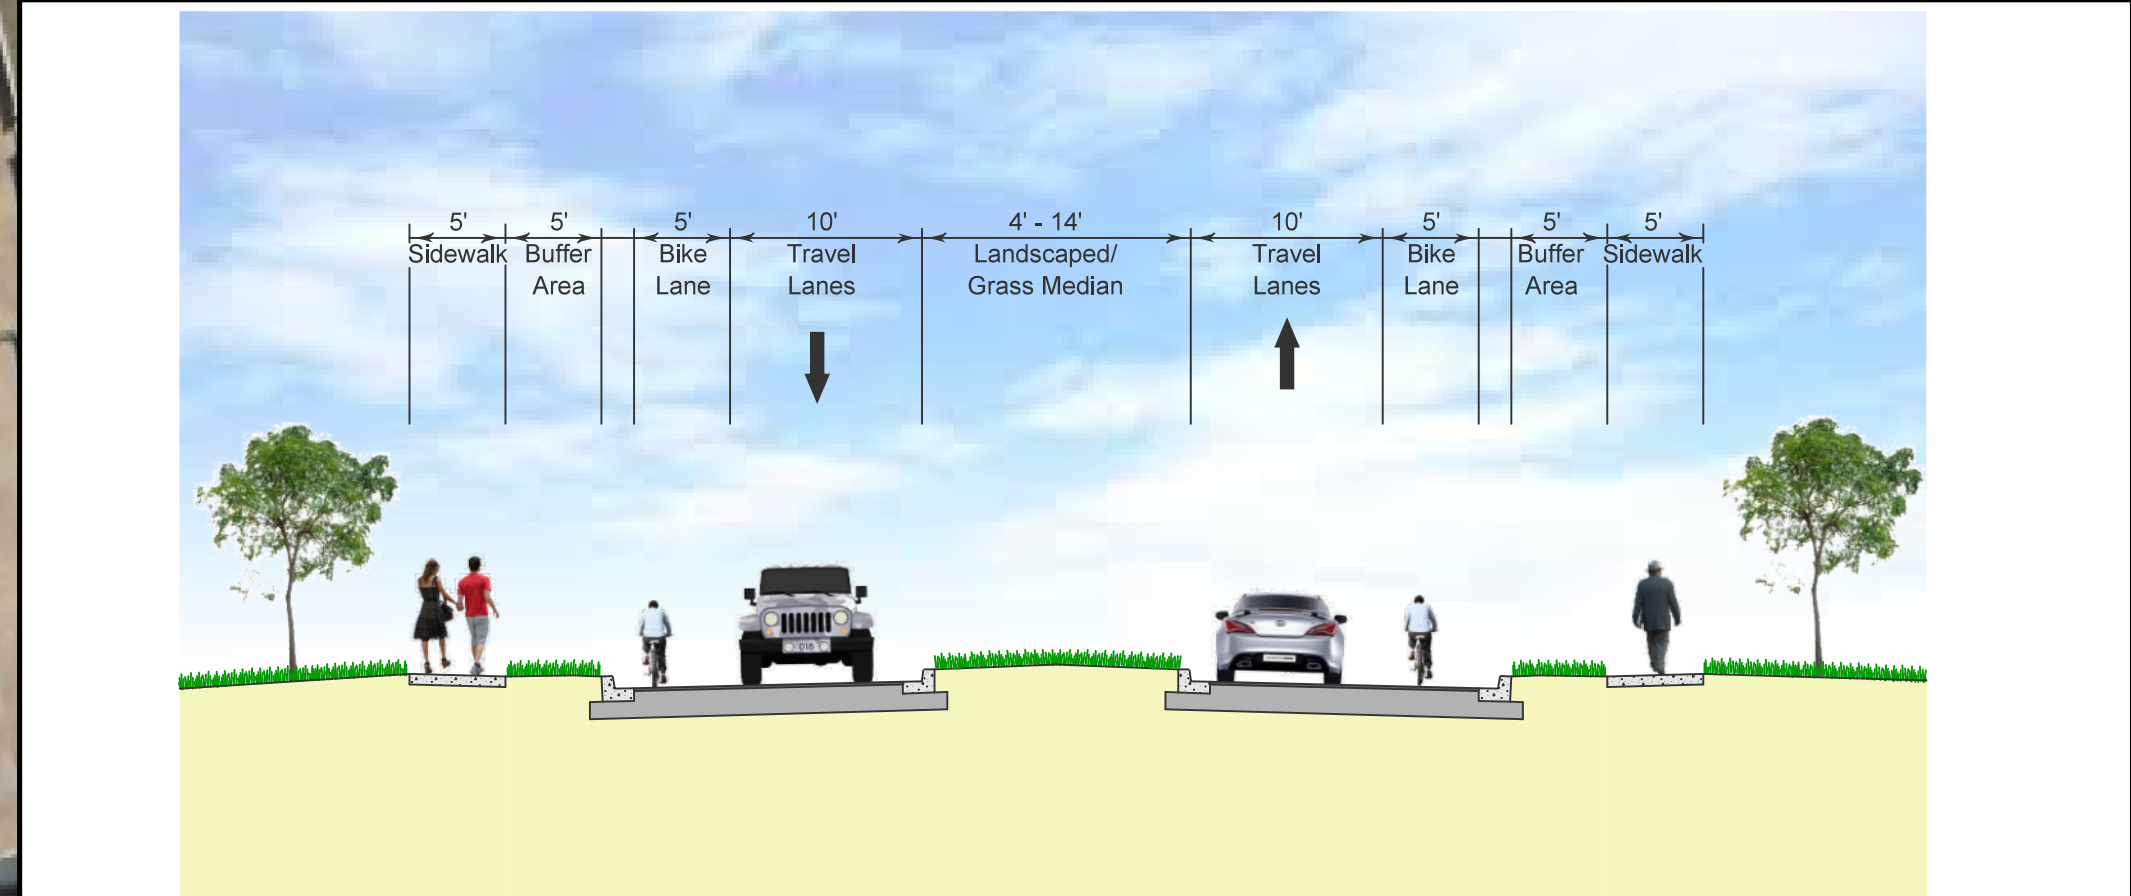 5' 5' 5' 10' 4' - 14' 10' 5' 5' 5'
Sidewalk Buffer Bike Travel Landscaped/ Travel Bike Buffer Sidewalk
Area Lane Lanes Grass Median Lanes Lane Area